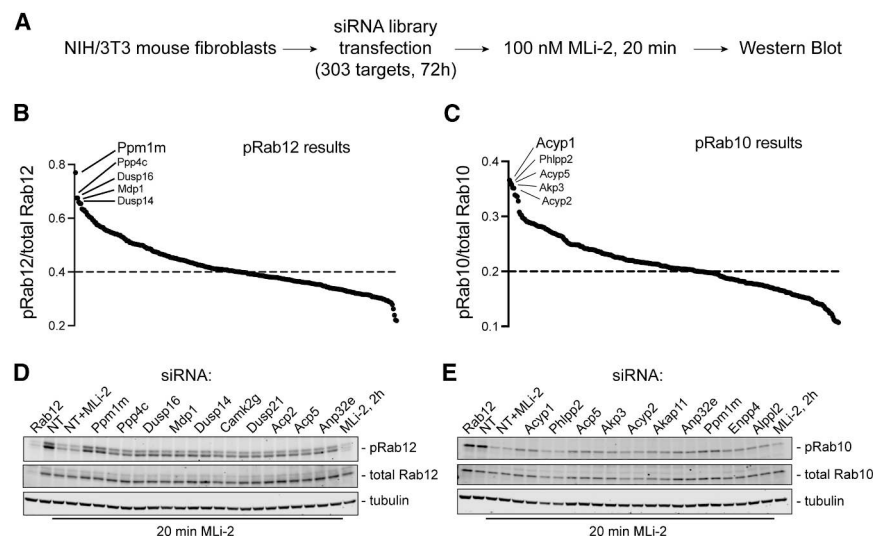 A
NIH/3T3 mouse fibroblasts
siRNA library
transfection
(303 targets, 72h)
100 nM MLi-2, 20 min
Western Blot
B
pRab12 results
pRab12/total Rab12
0.8
0.6
0.4
0.2
Ppm1m
Ppp4c
Dusp16
Mdp1
Dusp14
C
pRab10 results
pRab10/total Rab10
0.4
0.3
0.2
0.1
Acyp1
Phlpp2
Acyp5
Akp3
Acyp2
D
siRNA:
Rab12
NT
NT+MLi-2
Ppm1m
Ppp4c
Dusp16
Mdp1
Dusp14
Camk2g
Dusp21
Acp2
Acp5
Anp32e
MLi-2, 2h
- pRab12
- total Rab12
- tubulin
20 min MLi-2
E
siRNA:
Rab12
NT
NT+MLi-2
Acyp1
Phlpp2
Acp5
Akp3
Acyp2
Akap11
Anp32e
Ppm1m
Enpp4
Alppl2
MLi-2, 2h
- pRab10
- total Rab10
- tubulin
20 min MLi-2